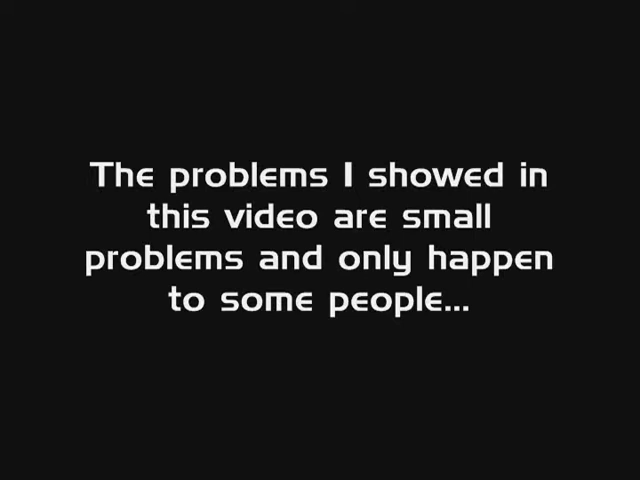 The problems I showed in
this video are small
problems and only happen
to some people...